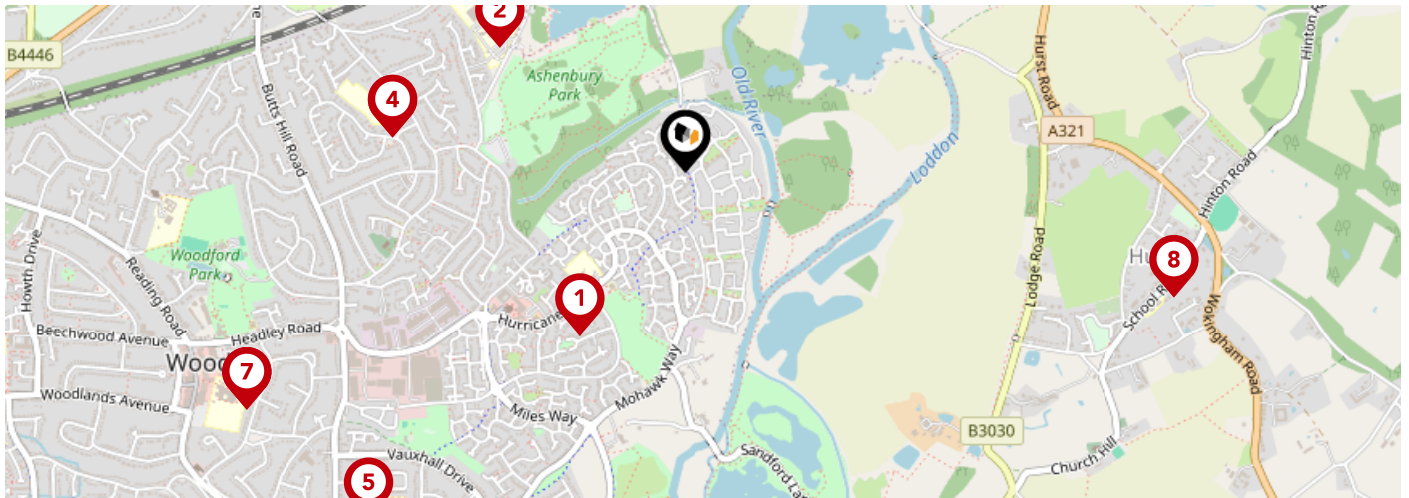 2
B4446
Ashenbury
Park
4
Butts Hill Road
Old River
Loddon
Hurst Road
A321
Hinton Road
Howth Drive
Reading Road
Woodford
Park
1
Hurricane
Lodge Road
8
School
Wokingham Road
Beechwood Avenue
Headley Road
7
Woodlands Avenue
Mohawk Way
Miles Way
B3030
Church Hill
5
Vauxhall Drive
Sandford